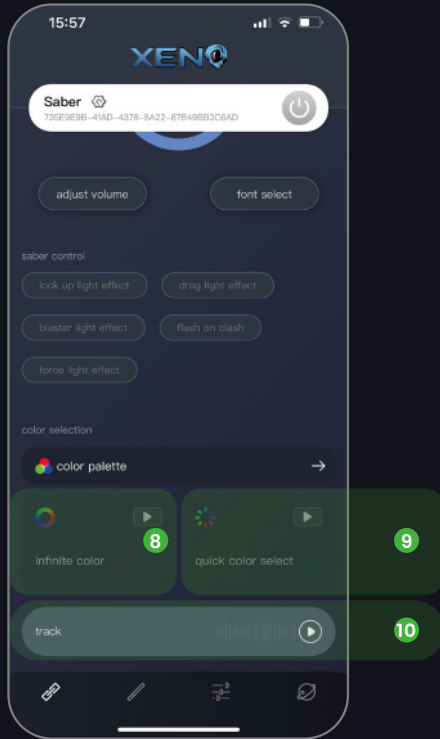 15:57
XENO
Saber
735E9E9B-41AD-4378-8A22-87B49BB3C6AD
adjust volume
font select
saber control
lock up light effect
drag light effect
blaster light effect
flash on clash
force light effect
color selection
color palette
8
9
infinite color
quick color select
track
10